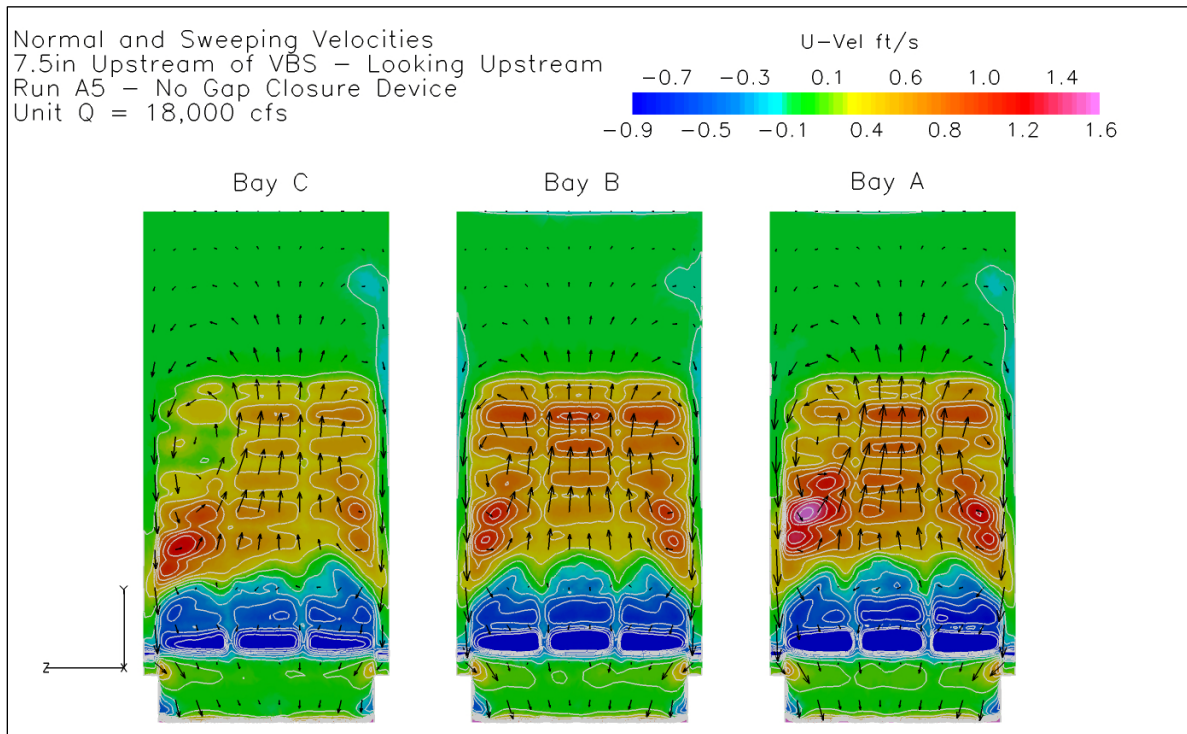 Normal and Sweeping Velocities
7.5in Upstream of VBS – Looking Upstream
Run A5 – No Gap Closure Device
Unit Q = 18,000 cfs
U-Vel ft/s
-0.7 -0.3 0.1 0.6 1.0 1.4
-0.9 -0.5 -0.1 0.4 0.8 1.2 1.6
Bay C Bay B Bay A
Y
Z X